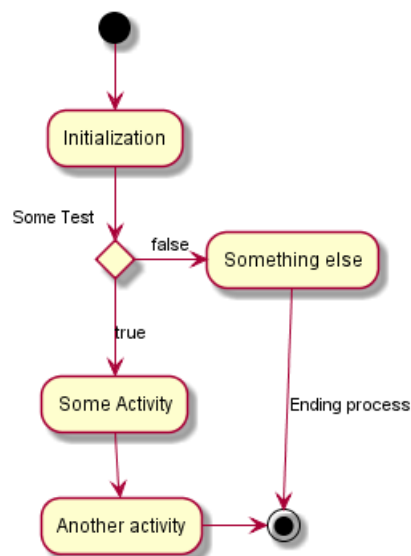 Initialization
Some Test
false
Something else
true
Some Activity
Ending process
Another activity